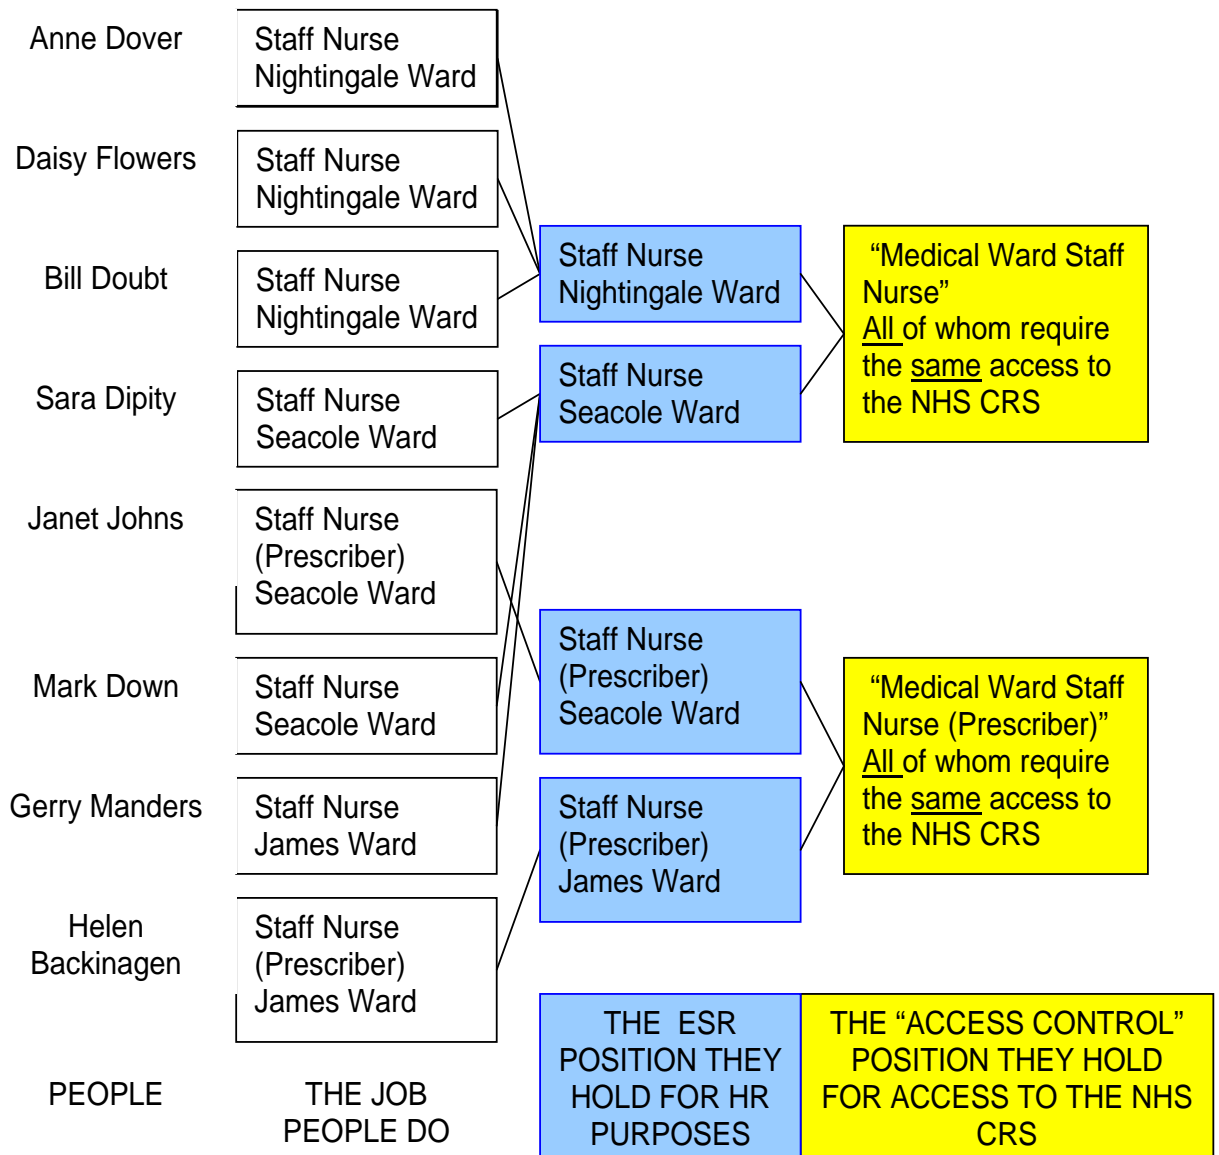 Anne Dover
Staff Nurse
Nightingale Ward
Daisy Flowers
Staff Nurse
Nightingale Ward
Bill Doubt
Staff Nurse
Nightingale Ward
Sara Dipity
Staff Nurse
Seacole Ward
Janet Johns
Staff Nurse
(Prescriber)
Seacole Ward
Mark Down
Staff Nurse
Seacole Ward
Gerry Manders
Staff Nurse
James Ward
Helen
Backinagen
Staff Nurse
(Prescriber)
James Ward
Staff Nurse
Nightingale Ward
Staff Nurse
Seacole Ward
Staff Nurse
(Prescriber)
Seacole Ward
Staff Nurse
(Prescriber)
James Ward
“Medical Ward Staff
Nurse”
All of whom require
the same access to
the NHS CRS
“Medical Ward Staff
Nurse (Prescriber)”
All of whom require
the same access to
the NHS CRS
PEOPLE
THE JOB
PEOPLE DO
THE ESR
POSITION THEY
HOLD FOR HR
PURPOSES
THE “ACCESS CONTROL”
POSITION THEY HOLD
FOR ACCESS TO THE NHS
CRS